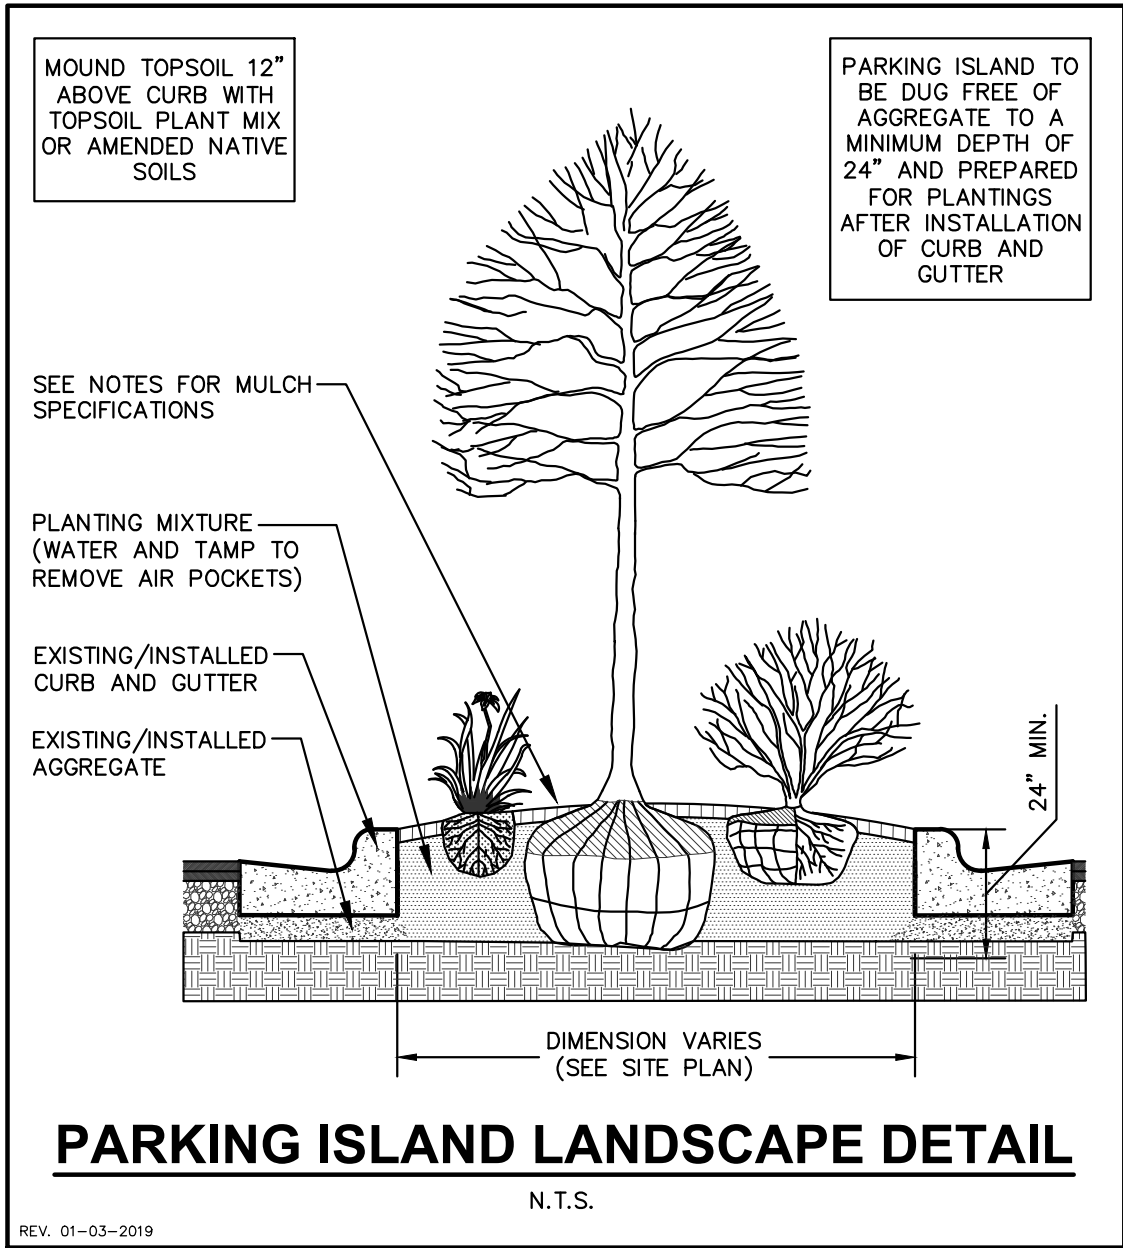 MOUND TOPSOIL 12”
ABOVE CURB WITH
TOPSOIL PLANT MIX
OR AMENDED NATIVE
SOILS
PARKING ISLAND TO
BE DUG FREE OF
AGGREGATE TO A
MINIMUM DEPTH OF
24” AND PREPARED
FOR PLANTINGS
AFTER INSTALLATION
OF CURB AND
GUTTER
SEE NOTES FOR MULCH
SPECIFICATIONS
PLANTING MIXTURE
(WATER AND TAMP TO
REMOVE AIR POCKETS)
EXISTING/INSTALLED
CURB AND GUTTER
EXISTING/INSTALLED
AGGREGATE
24” MIN.
DIMENSION VARIES
(SEE SITE PLAN)
PARKING ISLAND LANDSCAPE DETAIL
N.T.S.
REV. 01-03-2019